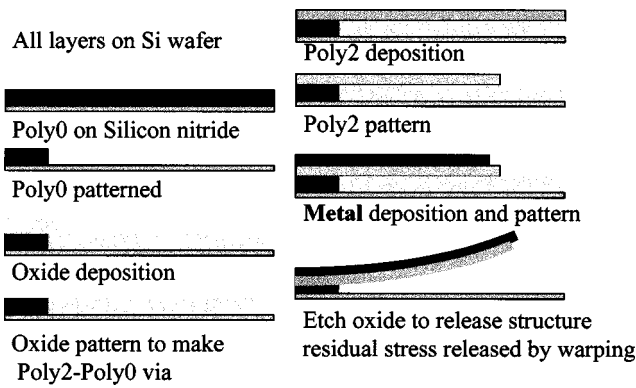 All layers on Si wafer
Poly0 on Silicon nitride
Poly0 patterned
Oxide deposition
Oxide pattern to make
Poly2-Poly0 via
Poly2 deposition
Poly2 pattern
Metal deposition and pattern
Etch oxide to release structure
residual stress released by warping